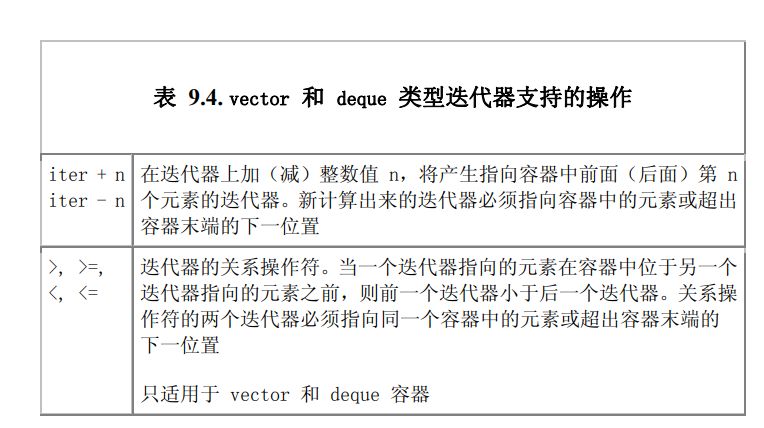 表 9.4. vector 和 deque 类型迭代器支持的操作
iter + n
iter - n
在迭代器上加（减）整数值 n，将产生指向容器中前面（后面）第 n
个元素的迭代器。新计算出来的迭代器必须指向容器中的元素或超出
容器末端的下一位置
>, >=,
<, <=
迭代器的关系操作符。当一个迭代器指向的元素在容器中位于另一个
迭代器指向的元素之前，则前一个迭代器小于后一个迭代器。关系操
作符的两个迭代器必须指向同一个容器中的元素或超出容器末端的
下一位置
只适用于 vector 和 deque 容器